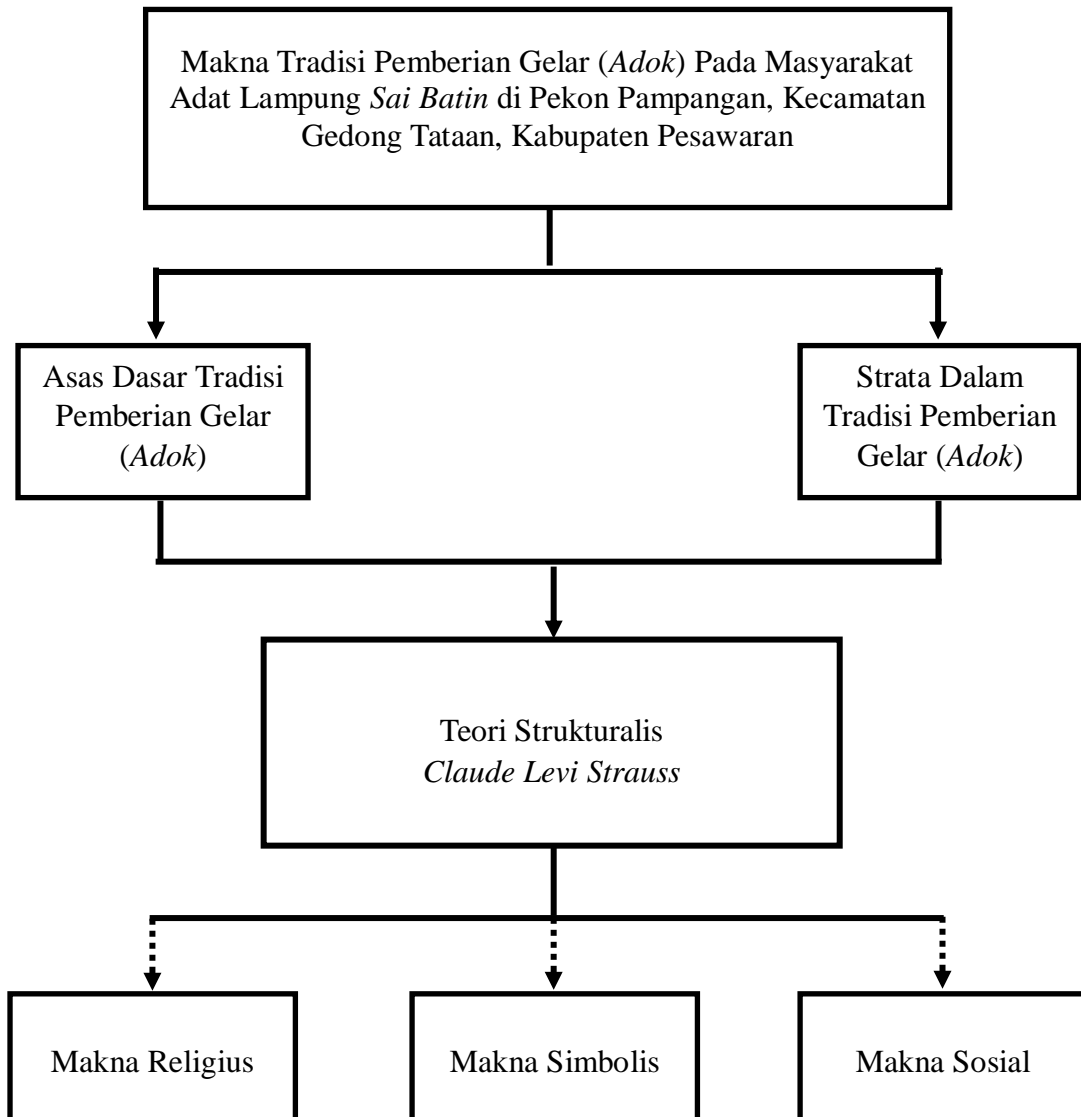 Makna Tradisi Pemberian Gelar (Adok) Pada Masyarakat
Adat Lampung Sai Batin di Pekon Pampangan, Kecamatan
Gedong Tataan, Kabupaten Pesawaran
Asas Dasar Tradisi
Pemberian Gelar
(Adok)
Strata Dalam
Tradisi Pemberian
Gelar (Adok)
Teori Strukturalis
Claude Levi Strauss
Makna Religius
Makna Simbolis
Makna Sosial